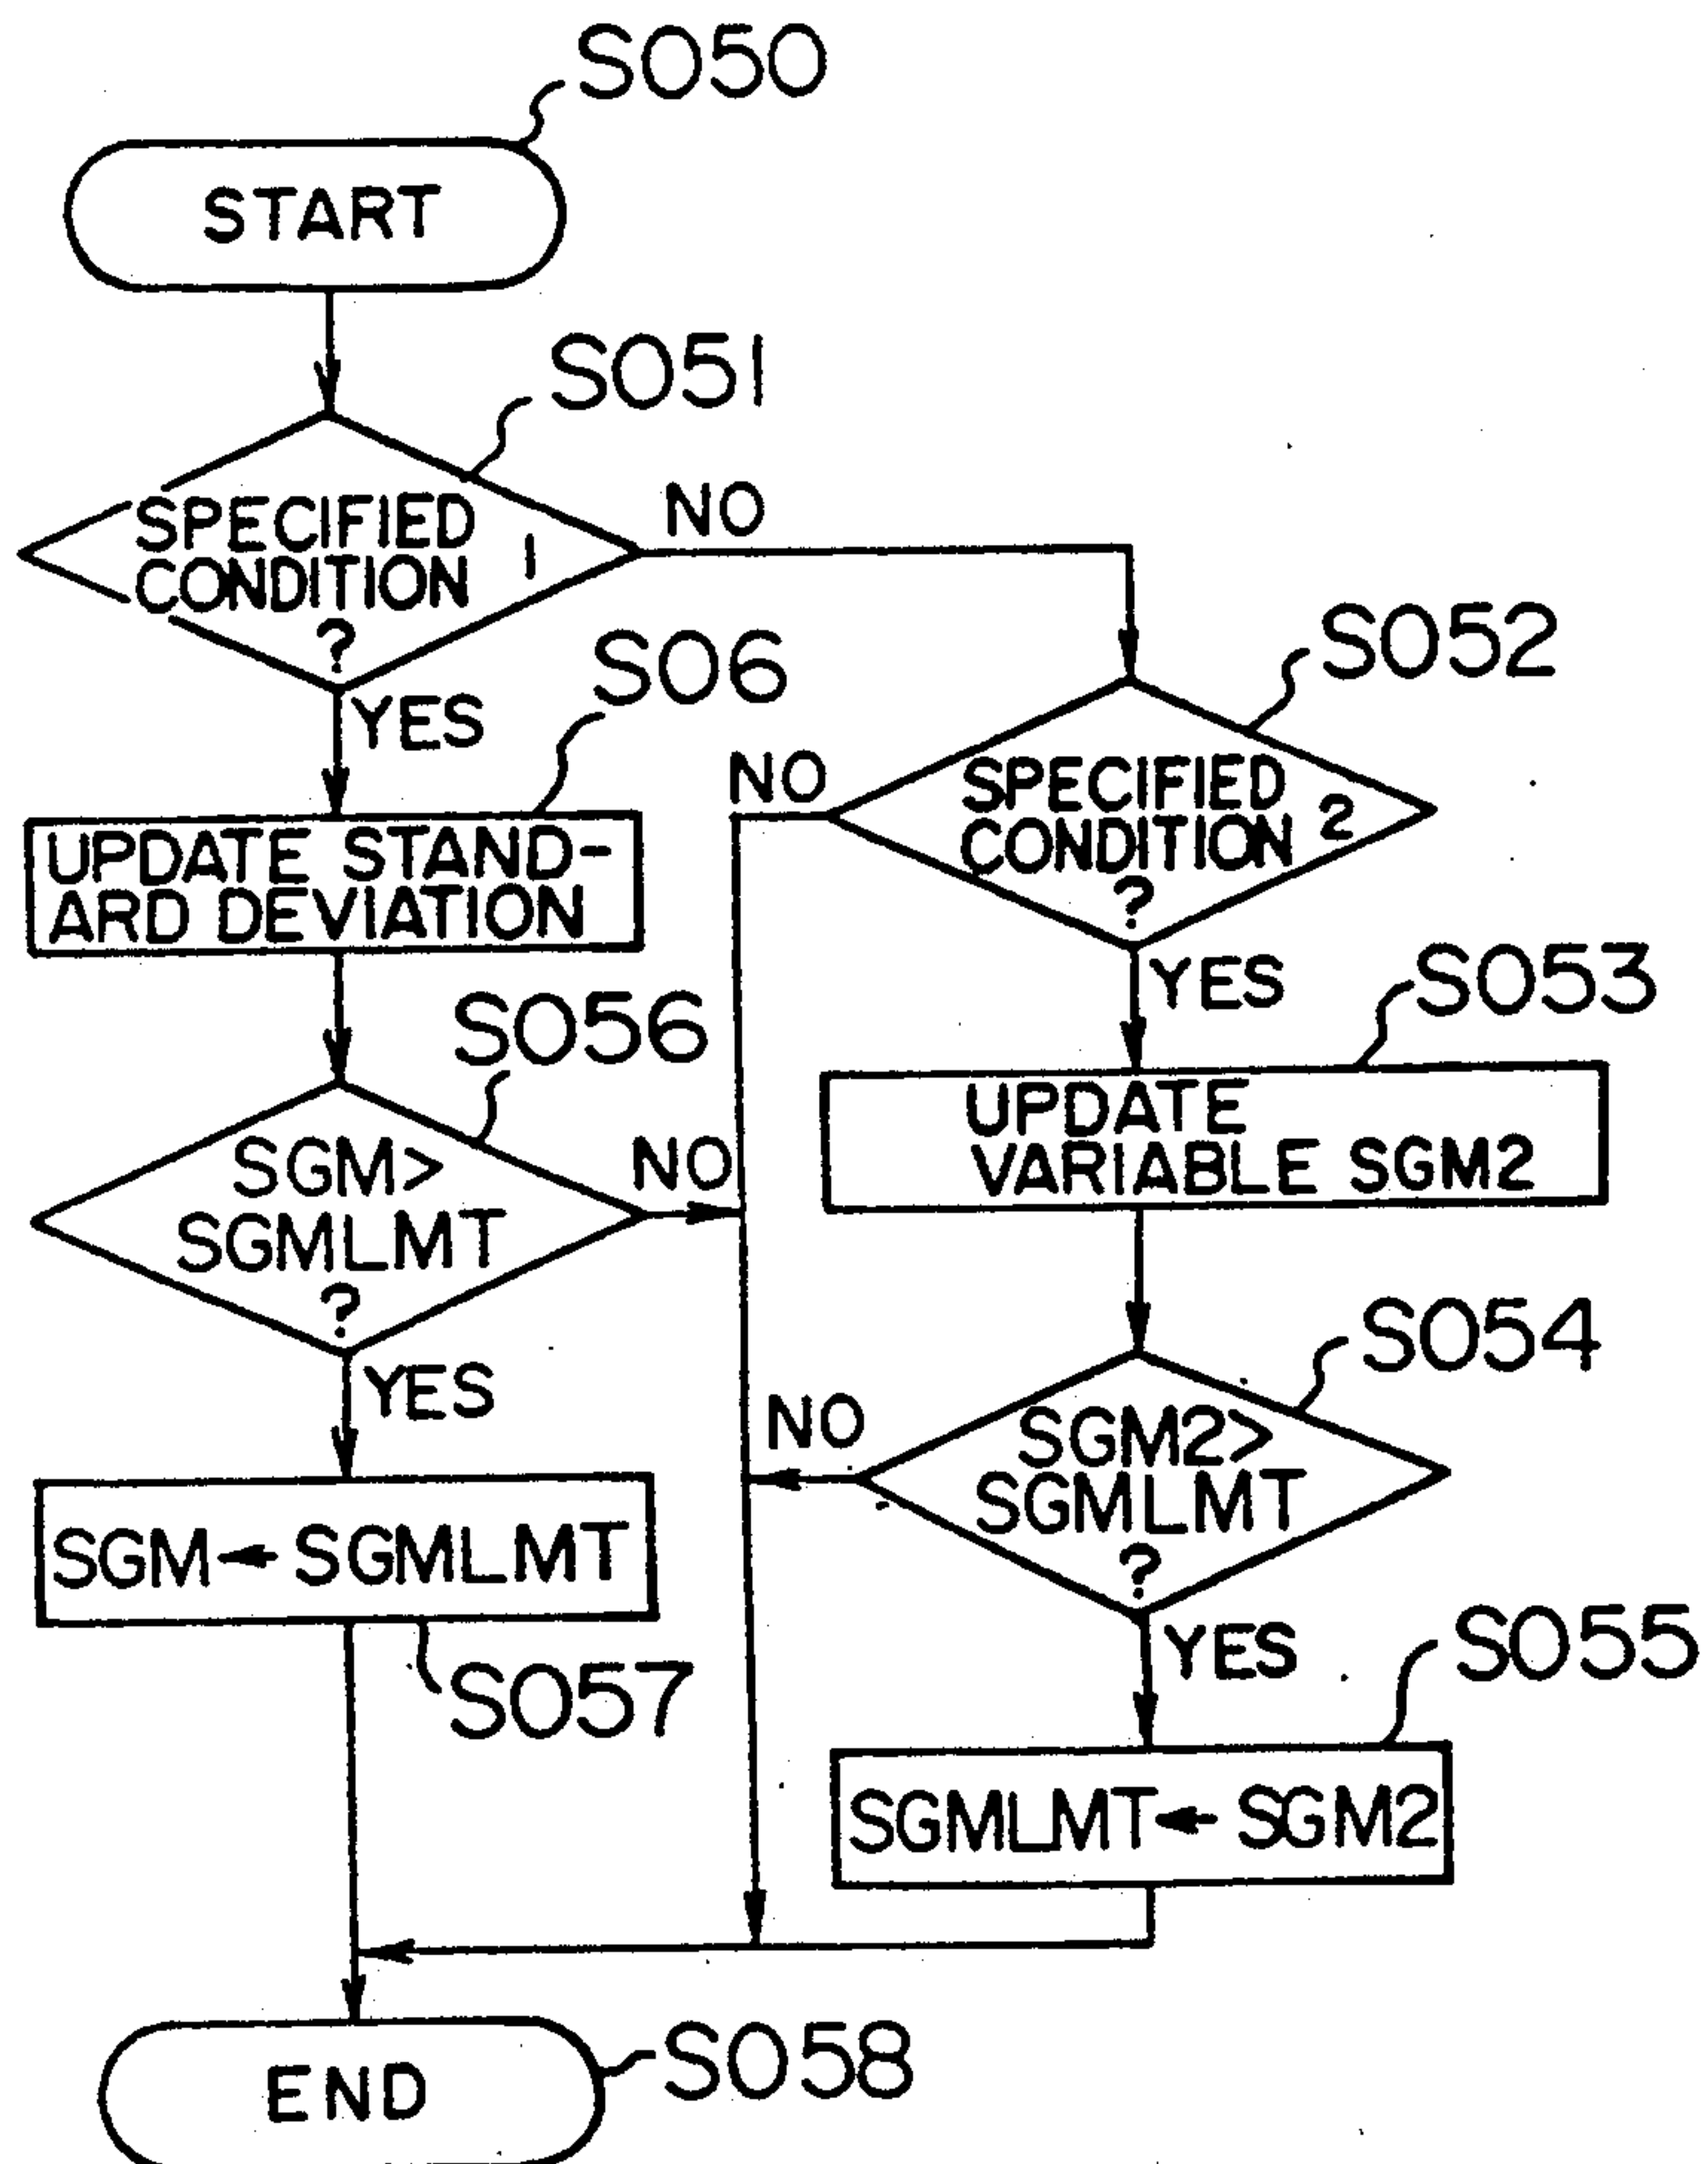 S050
START
S051
SPECIFIED
CONDITION 1
?
NO
YES
S06
UPDATE STAND-
ARD DEVIATION
S052
SPECIFIED
CONDITION 2
?
NO
YES
S053
UPDATE
VARIABLE SGM2
S056
SGM>
SGMLMT
?
NO
YES
S054
SGM2>
SGMLMT
?
NO
YES
SGM← SGMLMT
S057
S055
SGMLMT← SGM2
END
S058